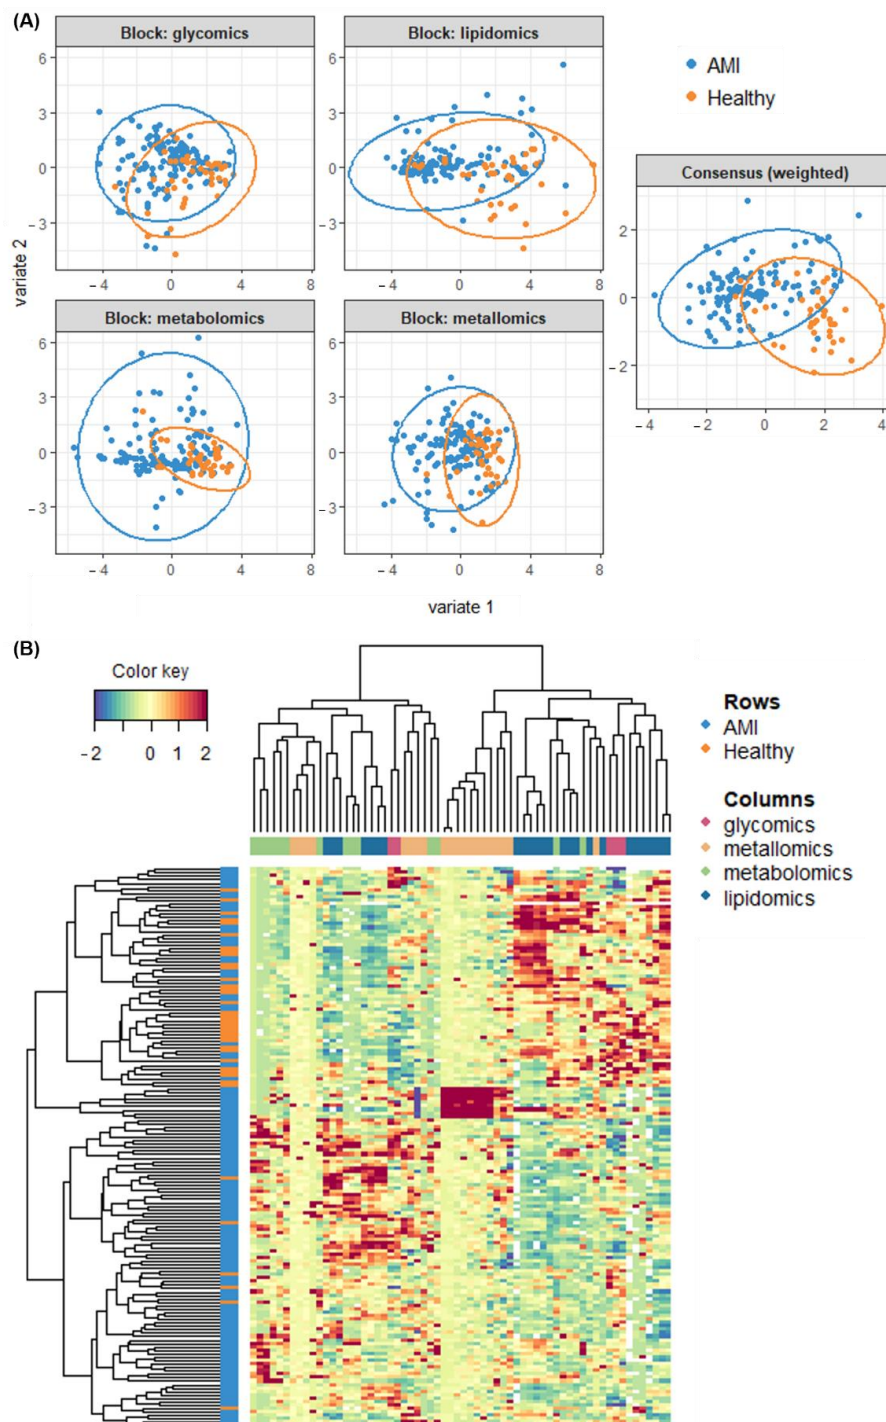 (A)
Block: glycomics
Block: lipidomics
AMI
Healthy
6
3
0
−3
−4 0 4 8
6
3
0
−3
−4 0 4 8
Consensus (weighted)
2
0
−2
−4 −2 0 2 4
variate 2
Block: metabolomics
Block: metallomics
6
3
0
−3
−4 0 4 8
6
3
0
−3
−4 0 4 8
variate 1
(B)
Color key
−2 0 1 2
Rows
AMI
Healthy
Columns
glycomics
metallomics
metabolomics
lipidomics